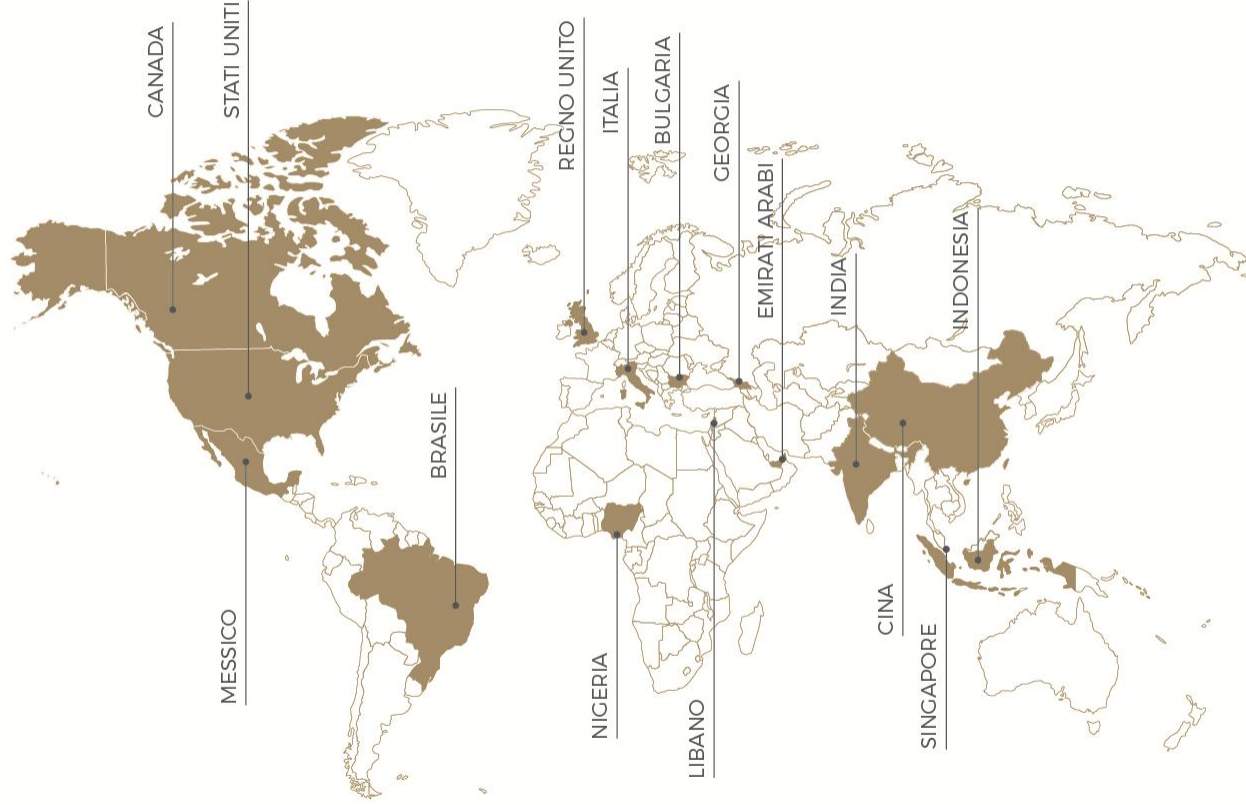 CANADA
STATI UNITI
REGNO UNITO
ITALIA
BULGARIA
GEORGIA
EMIRATI ARABI
INDIA
INDONESIA
BRASILE
MESSICO
NIGERIA
LIBANO
CINA
SINGAPORE